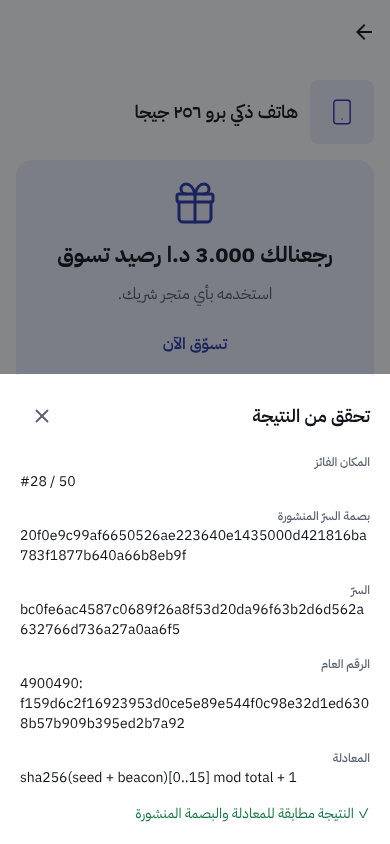 هاتف ذكي برو ٢٥٦ جيجا
رجعنالك 3.000 د.ا رصيد تسوق
استخدمه بأي متجر شريك.
تسوّق الآن
تحقق من النتيجة
المكان الفائز
#28 / 50
بصمة السرّ المنشورة
20f0e9c99af6650526ae223640e1435000d421816ba
783f1877b640a66b8eb9f
السرّ
bc0fe6ac4587c0689f26a8f53d20da96f63b2d6d562a
632766d736a27a0aa6f5
الرقم العام
4900490:
f159d6c2f16923953d0ce5e89e544f0c98e32d1ed630
8b57b909b395ed2b7a92
المعادلة
sha256(seed + beacon)[0..15] mod total + 1
✓ النتيجة مطابقة للمعادلة والبصمة المنشورة